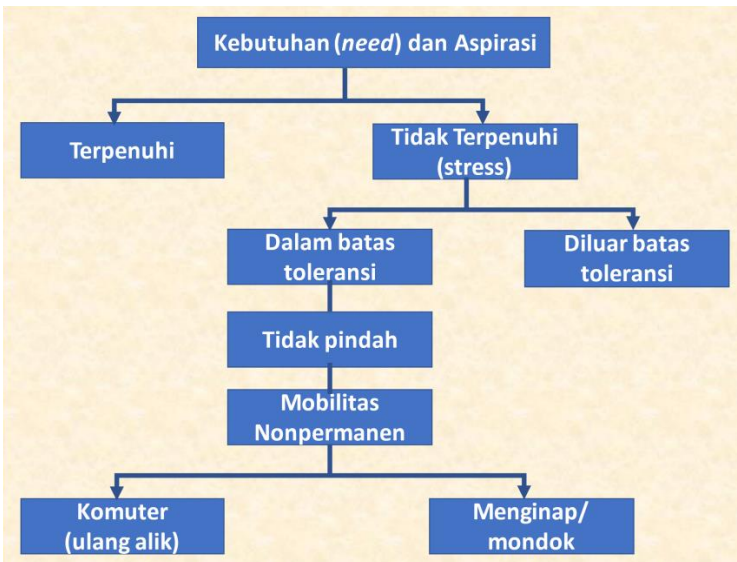 Kebutuhan (need) dan Aspirasi
Terpenuhi
Tidak Terpenuhi
(stress)
Dalam batas
toleransi
Diluar batas
toleransi
Tidak pindah
Mobilitas
Nonpermanen
Komuter
(ulang alik)
Menginap/
mondok